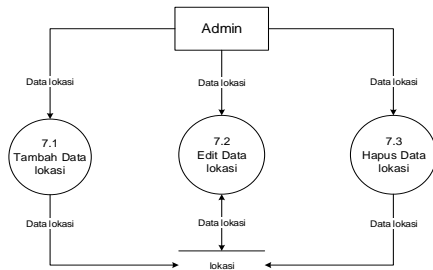 Admin
Data lokasi
Data lokasi
Data lokasi
7.1
Tambah Data
lokasi
7.2
Edit Data
lokasi
7.3
Hapus Data
lokasi
Data lokasi
Data lokasi
Data lokasi
lokasi